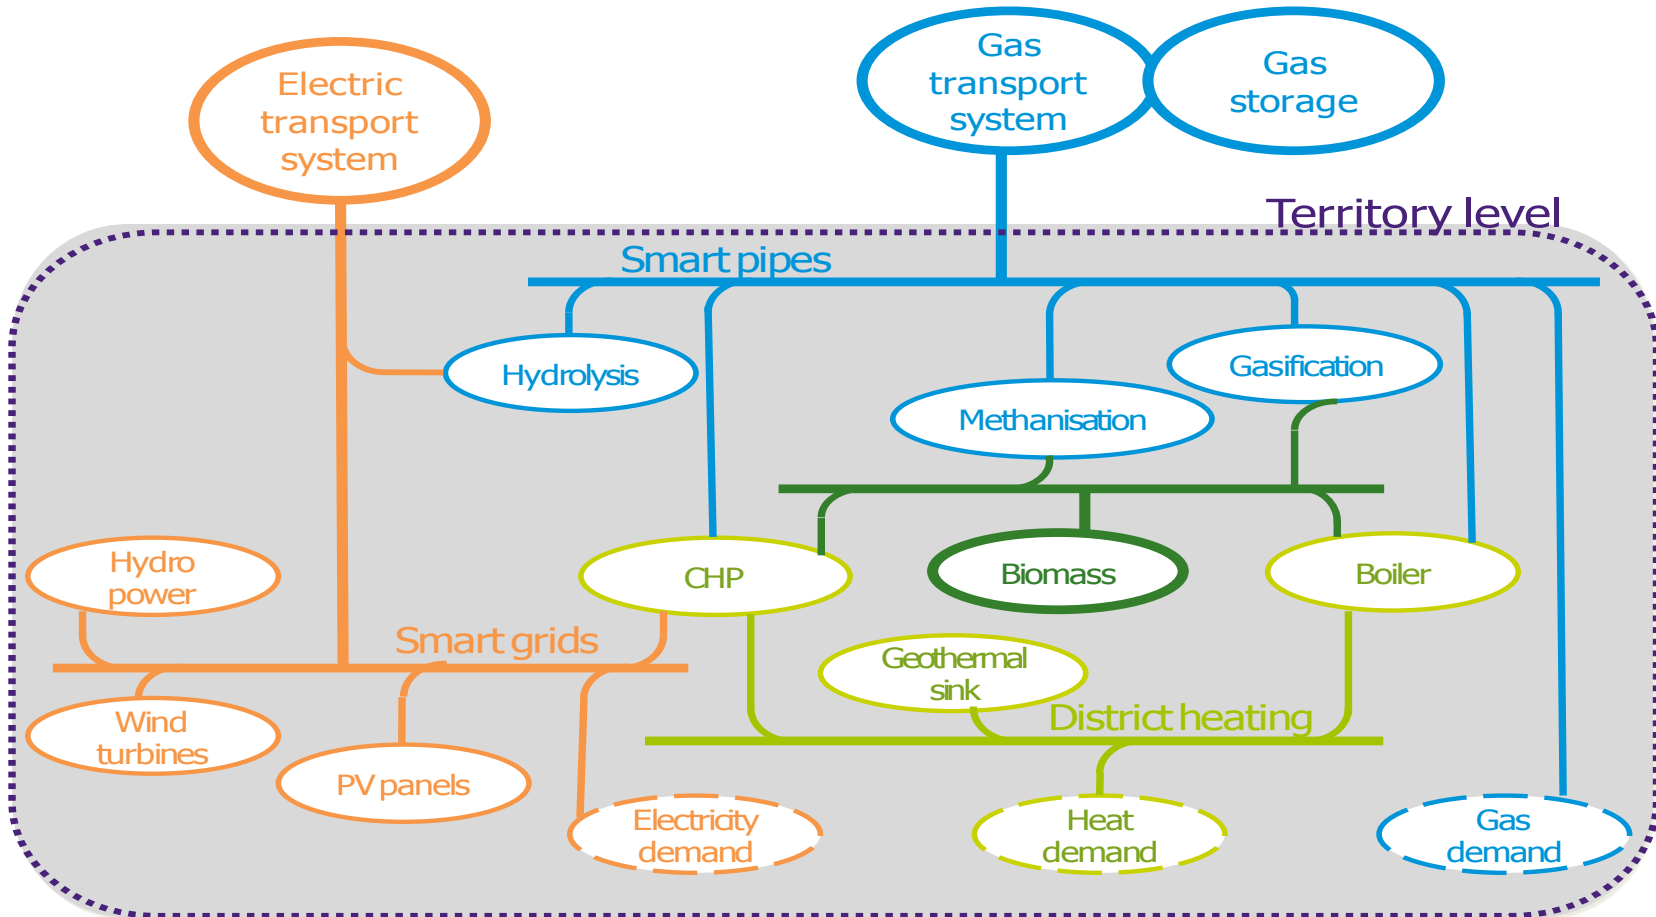 Electric
transport
system
Gas
transport
system
Gas
storage
Territory level
Smart pipes
Hydrolysis
Gasification
Methanisation
Hydro
power
CHP
Biomass
Boiler
Smart grids
Geothermal
sink
District heating
Wind
turbines
PV panels
Electricity
demand
Heat
demand
Gas
demand